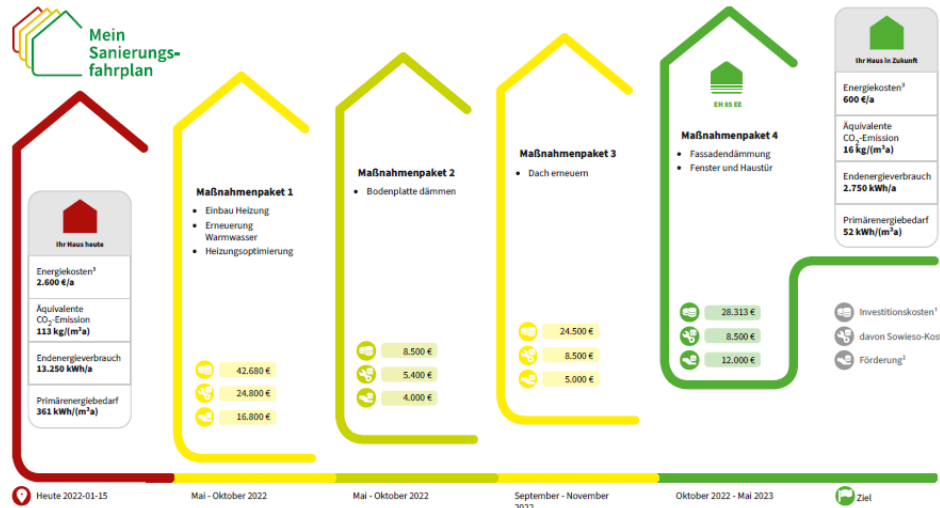 Mein
Sanierungs-
fahrplan
Ihr Haus heute
Energiekosten³
2.600 €/a
Äquivalente
CO₂-Emission
113 kg/(m²a)
Endenergieverbrauch
13.250 kWh/a
Primärenergiebedarf
361 kWh/(m²a)
Maßnahmenpaket 1
• Einbau Heizung
• Erneuerung
Warmwasser
• Heizungsoptimierung
42.680 €
24.800 €
16.800 €
Maßnahmenpaket 2
• Bodenplatte dämmen
8.500 €
5.400 €
4.000 €
Maßnahmenpaket 3
• Dach erneuern
24.500 €
8.500 €
5.000 €
EH 85 EE
Maßnahmenpaket 4
• Fassadendämmung
• Fenster und Haustür
28.313 €
8.500 €
12.000 €
Ihr Haus in Zukunft
Energiekosten³
600 €/a
Äquivalente
CO₂-Emission
16 kg/(m²a)
Endenergieverbrauch
2.750 kWh/a
Primärenergiebedarf
52 kWh/(m²a)
Investitionskosten¹
davon Sowieso-Kost
Förderung²
Heute 2022-01-15
Mai - Oktober 2022
Mai - Oktober 2022
September - November
2022
Oktober 2022 - Mai 2023
Ziel